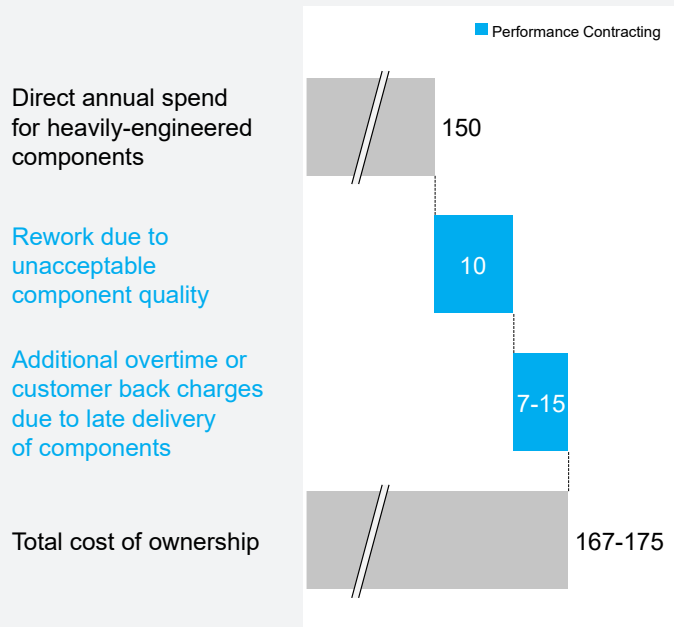 Performance Contracting
Direct annual spend
for heavily-engineered
components
150
Rework due to
unacceptable
component quality
10
Additional overtime or
customer back charges
due to late delivery
of components
7-15
Total cost of ownership
167-175